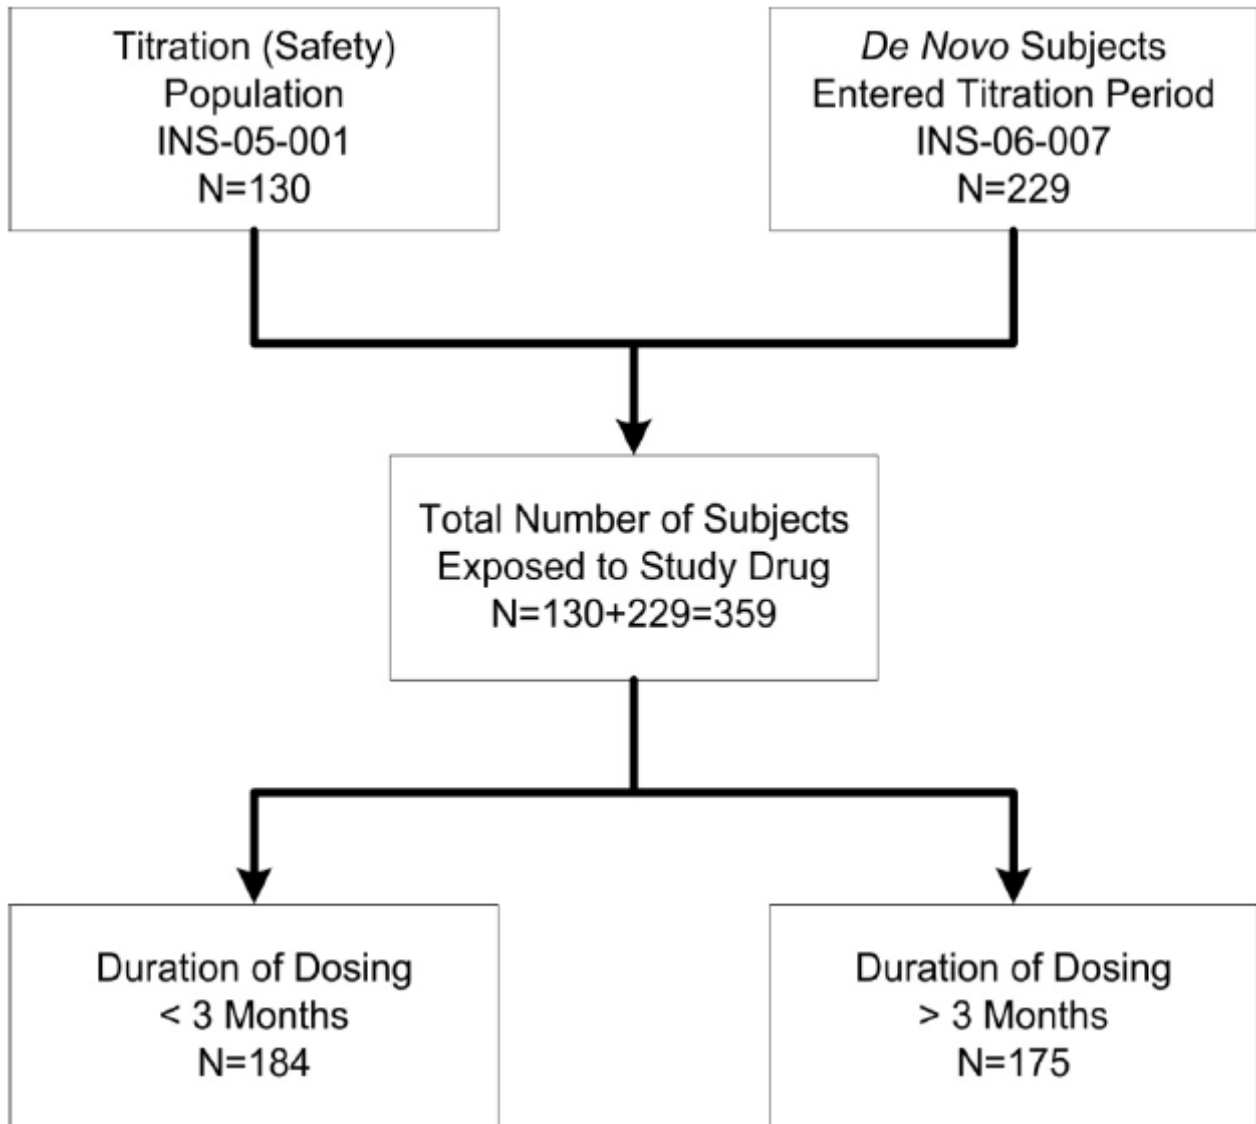 Titration (Safety)
Population
INS-05-001
N=130
De Novo Subjects
Entered Titration Period
INS-06-007
N=229
Total Number of Subjects
Exposed to Study Drug
N=130+229=359
Duration of Dosing
< 3 Months
N=184
Duration of Dosing
> 3 Months
N=175